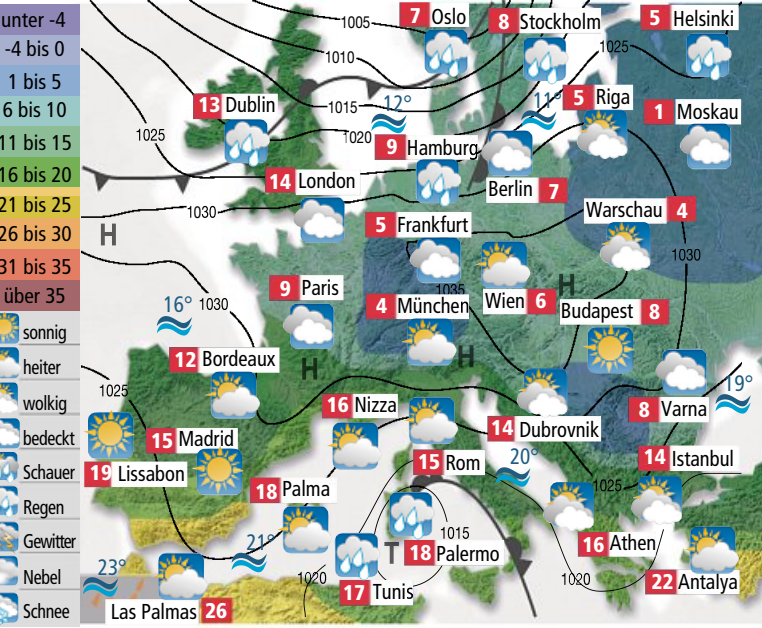 unter -4
-4 bis 0
1 bis 5
6 bis 10
11 bis 15
16 bis 20
21 bis 25
26 bis 30
31 bis 35
über 35
sonnig
heiter
wolkig
bedeckt
Schauer
Regen
Gewitter
Nebel
Schnee
1005
7 Oslo
8 Stockholm
5 Helsinki
1010
1025
1015
13 Dublin
12°
11°
5 Riga
1 Moskau
1025
1020
9 Hamburg
14 London
Berlin 7
1030
Warschau 4
H
5 Frankfurt
1030
9 Paris
1035
H
16°
1030
4 München
Wien 6
Budapest 8
12 Bordeaux
H
H
1025
19°
16 Nizza
8 Varna
15 Madrid
14 Dubrovnik
19 Lissabon
15 Rom
20°
14 Istanbul
18 Palma
1025
1015
21°
T
18 Palermo
16 Athen
23°
1020
1020
22 Antalya
17 Tunis
Las Palmas 26